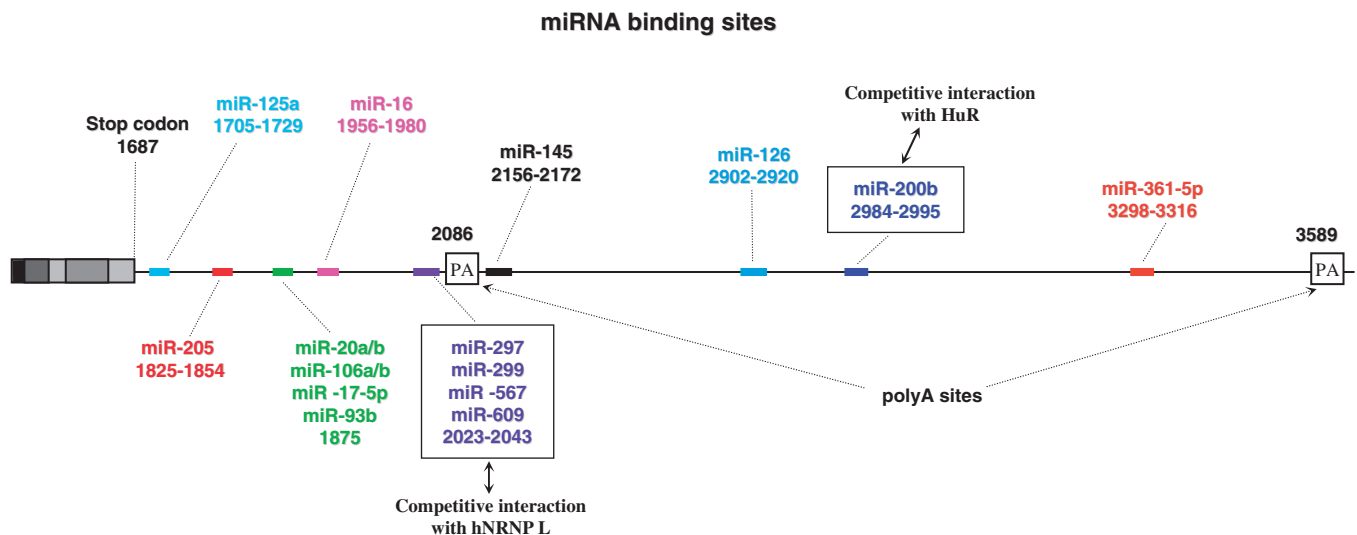 miRNA binding sites
Stop codon
1687
miR-125a
1705-1729
miR-16
1956-1980
miR-145
2156-2172
miR-126
2902-2920
Competitive interaction
with HuR
miR-200b
2984-2995
miR-361-5p
3298-3316
2086
PA
3589
PA
miR-205
1825-1854
miR-20a/b
miR-106a/b
miR -17-5p
miR-93b
1875
miR-297
miR-299
miR -567
miR-609
2023-2043
Competitive interaction
with hNRNP L
polyA sites